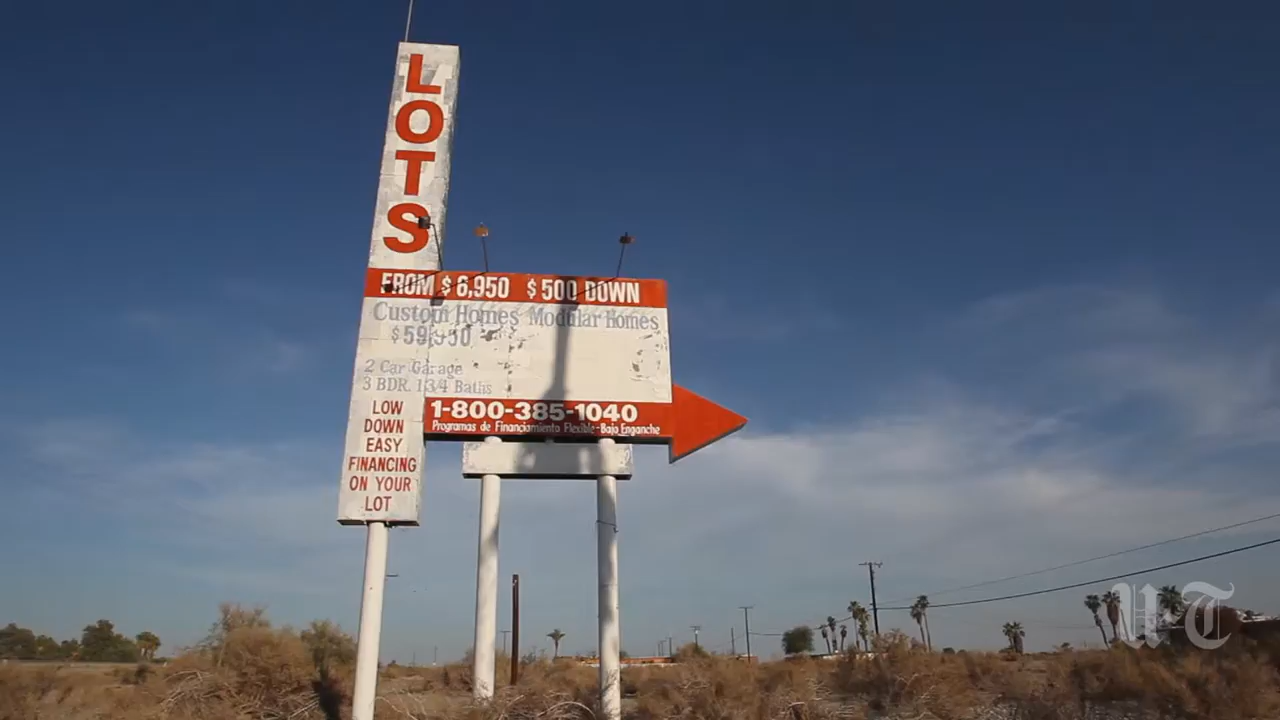 LOTS
FROM $6,950 $500 DOWN
Custom Homes Modular Homes
$59,950
2 Car Garage
3 BDR. 1 3/4 Baths
1-800-385-1040
Programas de Financiamiento Flexible-Bajo Enganche
LOW
DOWN
EASY
FINANCING
ON YOUR
LOT
UT